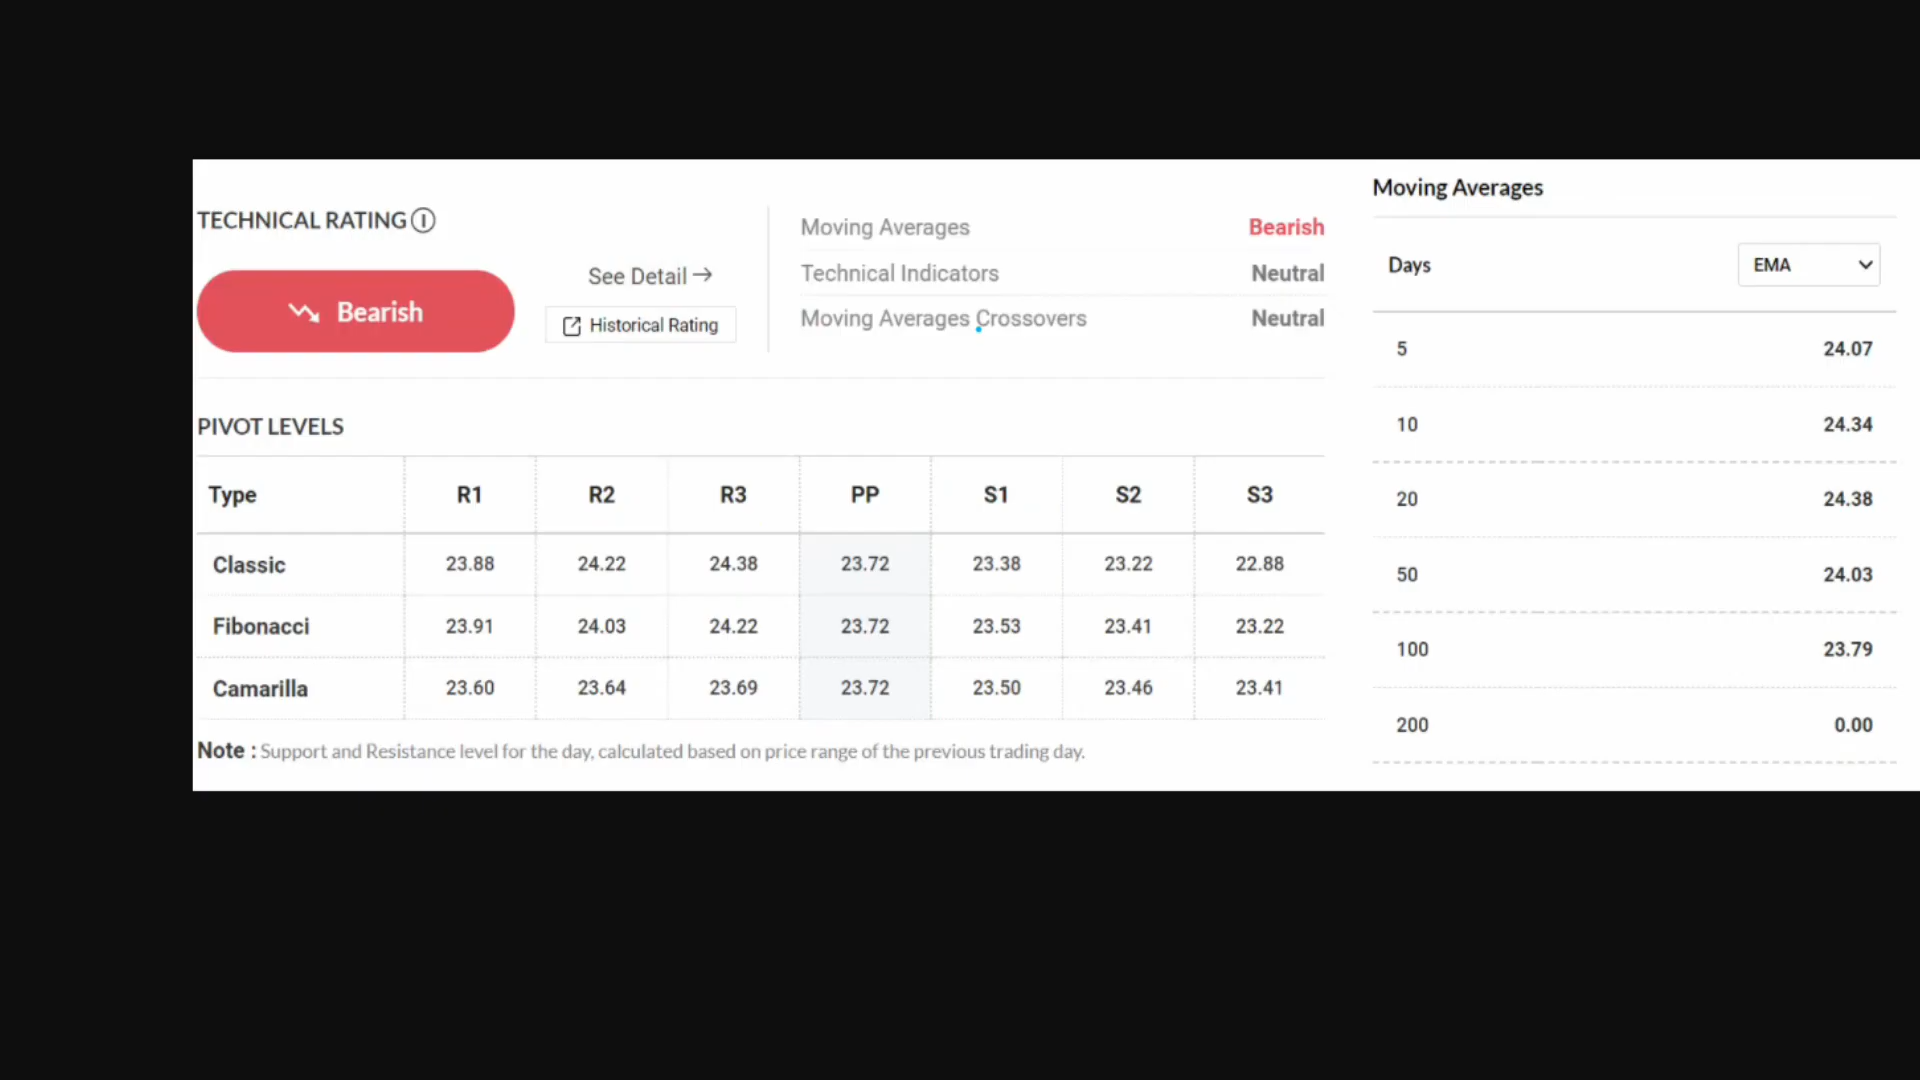 TECHNICAL RATING
Bearish
See Detail →
Historical Rating
Moving Averages Bearish
Technical Indicators Neutral
Moving Averages Crossovers Neutral
PIVOT LEVELS
Type R1 R2 R3 PP S1 S2 S3
Classic 23.88 24.22 24.38 23.72 23.38 23.22 22.88
Fibonacci 23.91 24.03 24.22 23.72 23.53 23.41 23.22
Camarilla 23.60 23.64 23.69 23.72 23.50 23.46 23.41
Note : Support and Resistance level for the day, calculated based on price range of the previous trading day.
Moving Averages
Days EMA
5 24.07
10 24.34
20 24.38
50 24.03
100 23.79
200 0.00